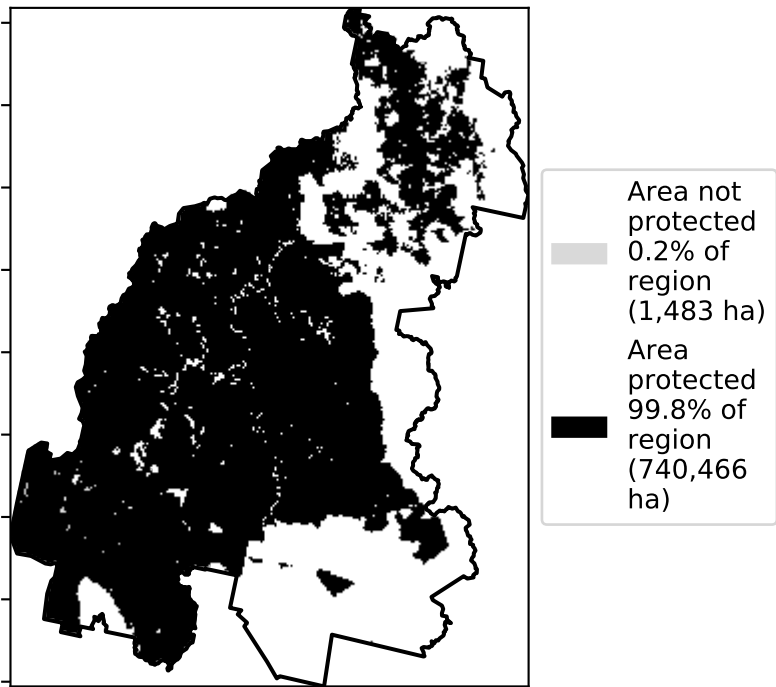 Area not
protected
0.2% of
region
(1,483 ha)
Area
protected
99.8% of
region
(740,466
ha)